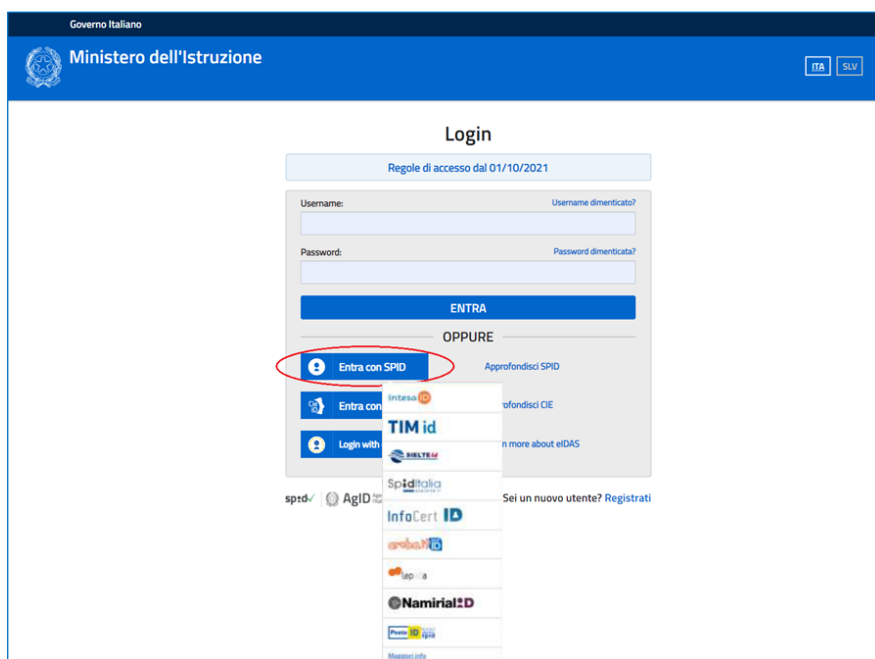 Governo Italiano
Ministero dell'Istruzione
ITA SLV
Login
Regole di accesso dal 01/10/2021
Username: Username dimenticato?
Password: Password dimenticata?
ENTRA
OPPURE
Entra con SPID Approfondisci SPID
intesa ID
Entra con ofondisci CIE
TIM id
Login with n more about eIDAS
SIELTE id
SpidItalia
sp:d AgID Sei un nuovo utente? Registrati
InfoCert ID
aruba.it ID
lepida
Namirial ID
Poste ID spid
Maggiori info